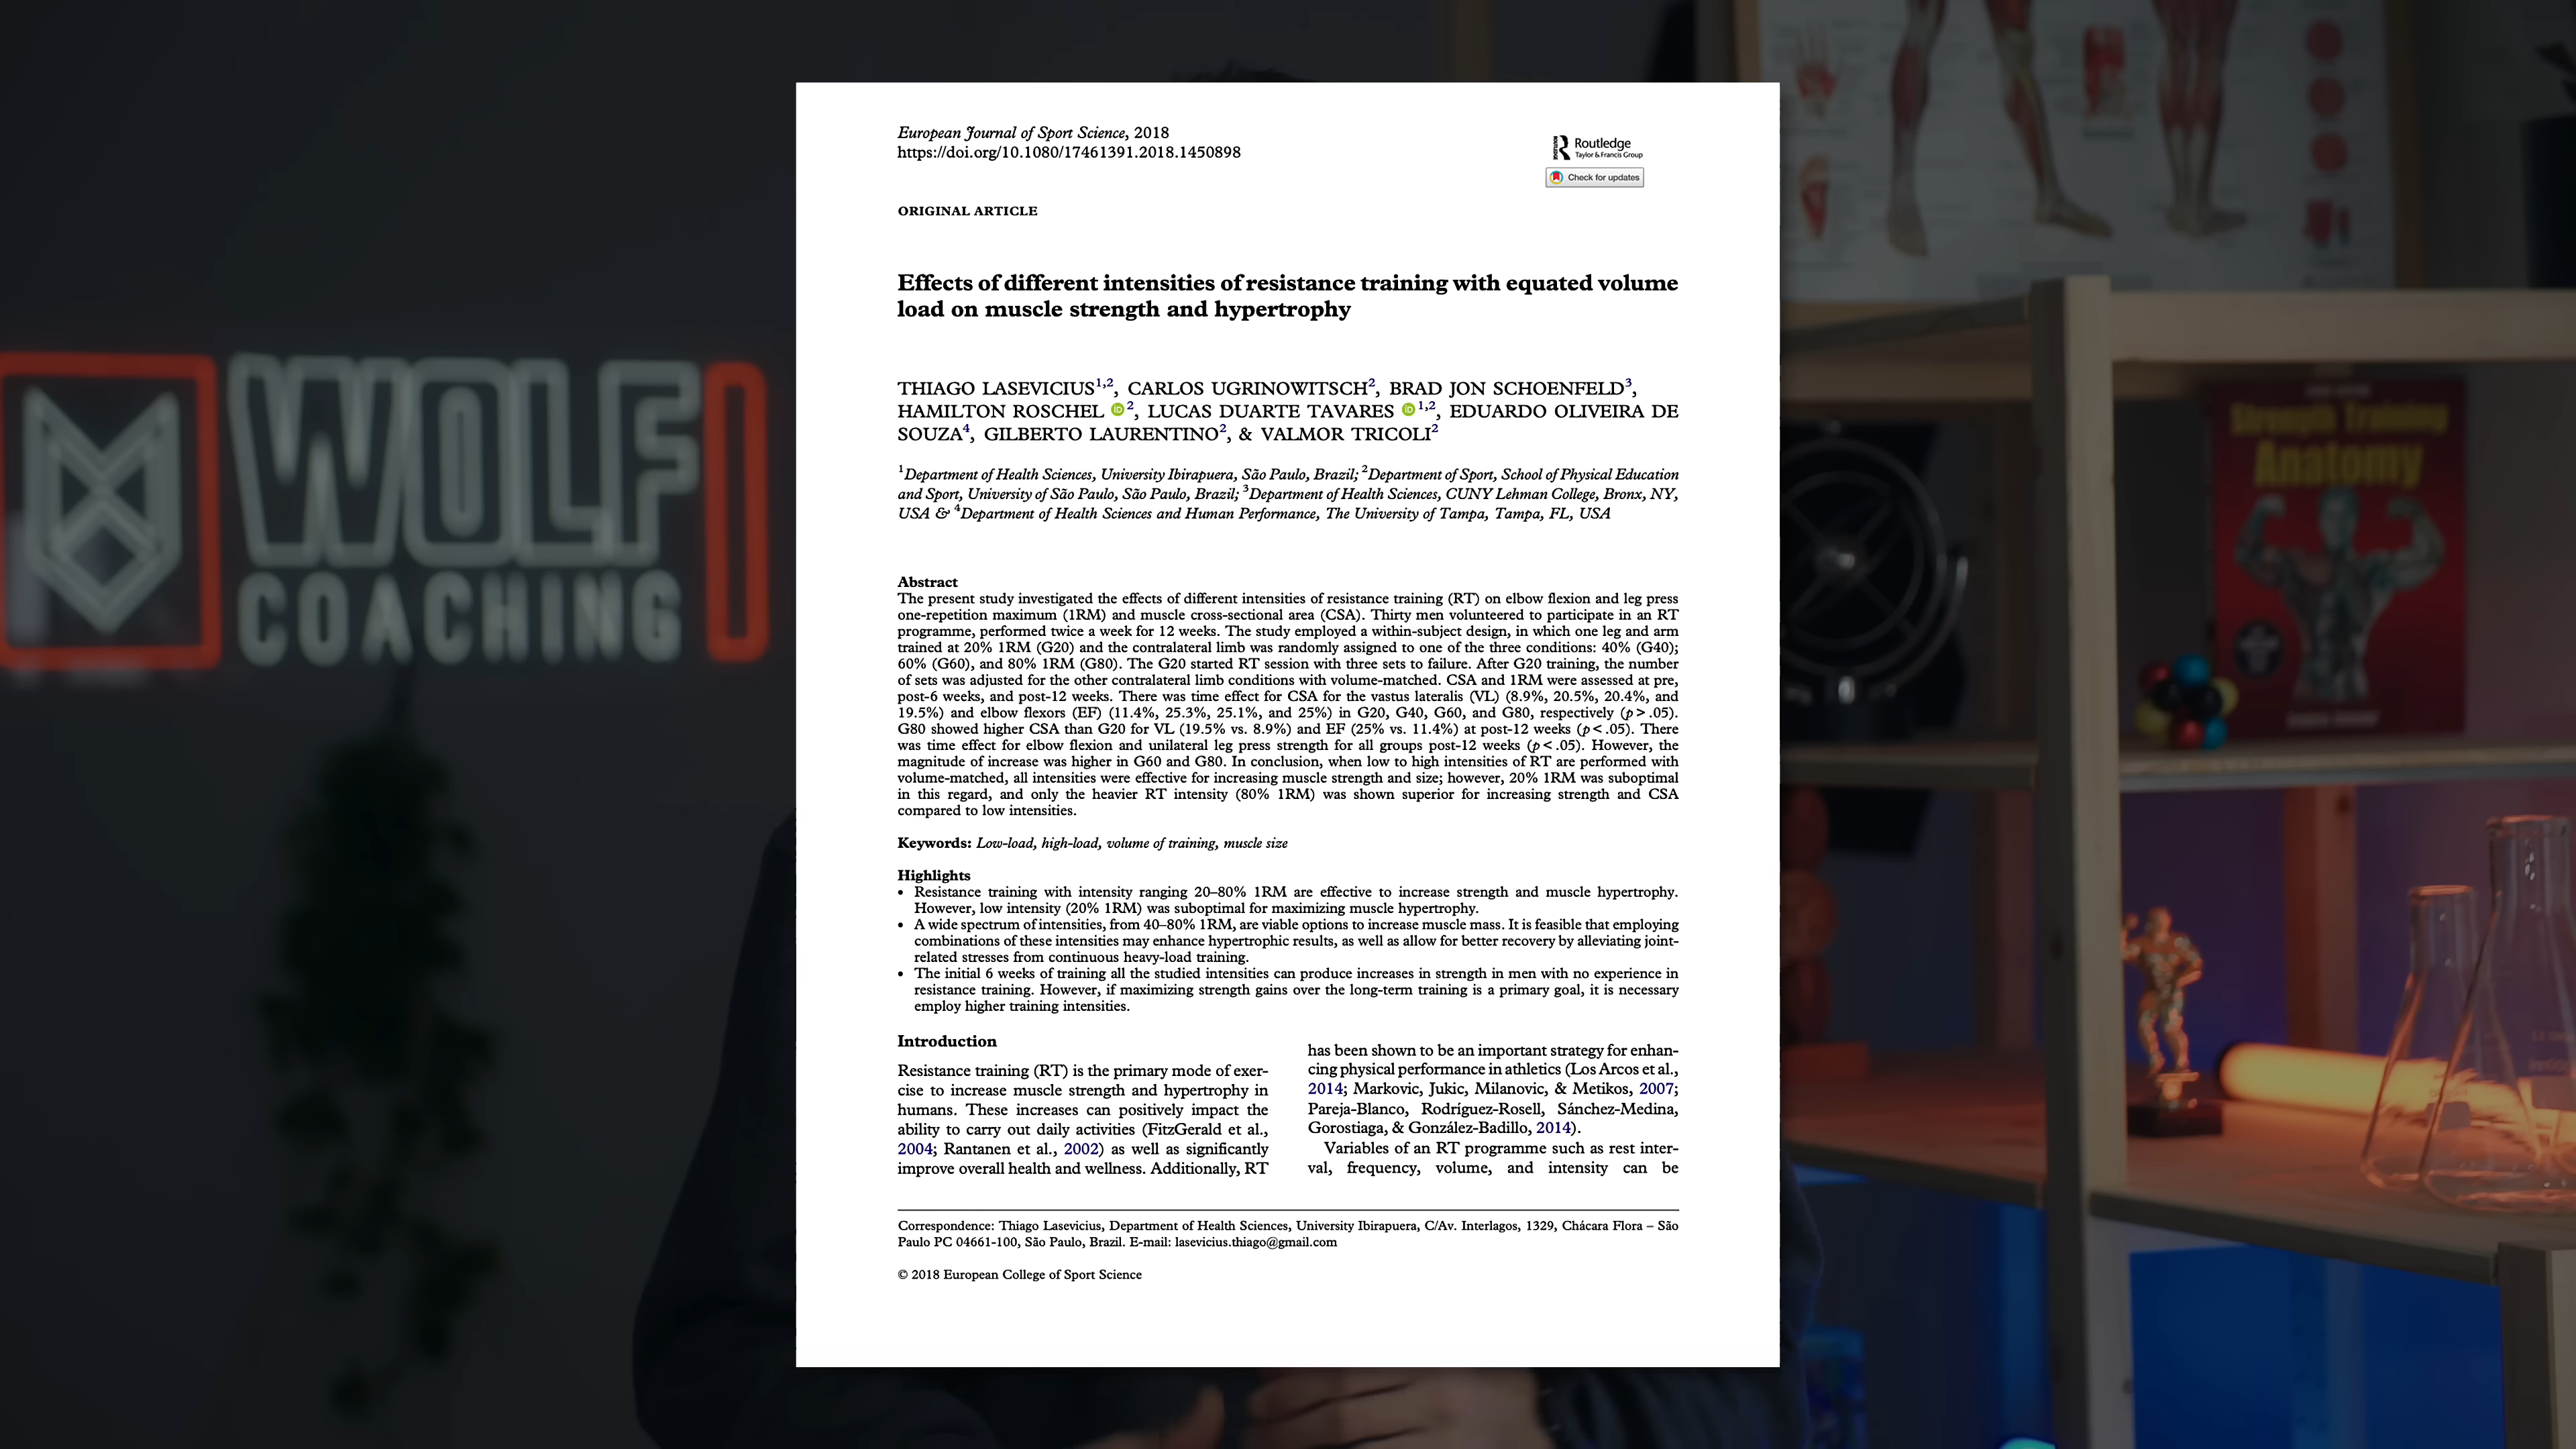 WOLF
COACHING
Strength Training
Anatomy
European Journal of Sport Science, 2018
https://doi.org/10.1080/17461391.2018.1450898
Routledge
Taylor & Francis Group
Check for updates
ORIGINAL ARTICLE
Effects of different intensities of resistance training with equated volume
load on muscle strength and hypertrophy
THIAGO LASEVICIUS1,2, CARLOS UGRINOWITSCH2, BRAD JON SCHOENFELD3,
HAMILTON ROSCHEL iD 2, LUCAS DUARTE TAVARES iD 1,2, EDUARDO OLIVEIRA DE
SOUZA4, GILBERTO LAURENTINO2, & VALMOR TRICOLI2
1Department of Health Sciences, University Ibirapuera, São Paulo, Brazil; 2Department of Sport, School of Physical Education
and Sport, University of São Paulo, São Paulo, Brazil; 3Department of Health Sciences, CUNY Lehman College, Bronx, NY,
USA & 4Department of Health Sciences and Human Performance, The University of Tampa, Tampa, FL, USA
Abstract
The present study investigated the effects of different intensities of resistance training (RT) on elbow flexion and leg press
one-repetition maximum (1RM) and muscle cross-sectional area (CSA). Thirty men volunteered to participate in an RT
programme, performed twice a week for 12 weeks. The study employed a within-subject design, in which one leg and arm
trained at 20% 1RM (G20) and the contralateral limb was randomly assigned to one of the three conditions: 40% (G40);
60% (G60), and 80% 1RM (G80). The G20 started RT session with three sets to failure. After G20 training, the number
of sets was adjusted for the other contralateral limb conditions with volume-matched. CSA and 1RM were assessed at pre,
post-6 weeks, and post-12 weeks. There was time effect for CSA for the vastus lateralis (VL) (8.9%, 20.5%, 20.4%, and
19.5%) and elbow flexors (EF) (11.4%, 25.3%, 25.1%, and 25%) in G20, G40, G60, and G80, respectively (p > .05).
G80 showed higher CSA than G20 for VL (19.5% vs. 8.9%) and EF (25% vs. 11.4%) at post-12 weeks (p < .05). There
was time effect for elbow flexion and unilateral leg press strength for all groups post-12 weeks (p < .05). However, the
magnitude of increase was higher in G60 and G80. In conclusion, when low to high intensities of RT are performed with
volume-matched, all intensities were effective for increasing muscle strength and size; however, 20% 1RM was suboptimal
in this regard, and only the heavier RT intensity (80% 1RM) was shown superior for increasing strength and CSA
compared to low intensities.
Keywords: Low-load, high-load, volume of training, muscle size
Highlights
• Resistance training with intensity ranging 20–80% 1RM are effective to increase strength and muscle hypertrophy.
However, low intensity (20% 1RM) was suboptimal for maximizing muscle hypertrophy.
• A wide spectrum of intensities, from 40–80% 1RM, are viable options to increase muscle mass. It is feasible that employing
combinations of these intensities may enhance hypertrophic results, as well as allow for better recovery by alleviating joint-
related stresses from continuous heavy-load training.
• The initial 6 weeks of training all the studied intensities can produce increases in strength in men with no experience in
resistance training. However, if maximizing strength gains over the long-term training is a primary goal, it is necessary
employ higher training intensities.
Introduction
Resistance training (RT) is the primary mode of exer-
cise to increase muscle strength and hypertrophy in
humans. These increases can positively impact the
ability to carry out daily activities (FitzGerald et al.,
2004; Rantanen et al., 2002) as well as significantly
improve overall health and wellness. Additionally, RT
has been shown to be an important strategy for enhan-
cing physical performance in athletics (Los Arcos et al.,
2014; Markovic, Jukic, Milanovic, & Metikos, 2007;
Pareja-Blanco, Rodríguez-Rosell, Sánchez-Medina,
Gorostiaga, & González-Badillo, 2014).
Variables of an RT programme such as rest inter-
val, frequency, volume, and intensity can be
Correspondence: Thiago Lasevicius, Department of Health Sciences, University Ibirapuera, C/Av. Interlagos, 1329, Chácara Flora – São
Paulo PC 04661-100, São Paulo, Brazil. E-mail: lasevicius.thiago@gmail.com
© 2018 European College of Sport Science